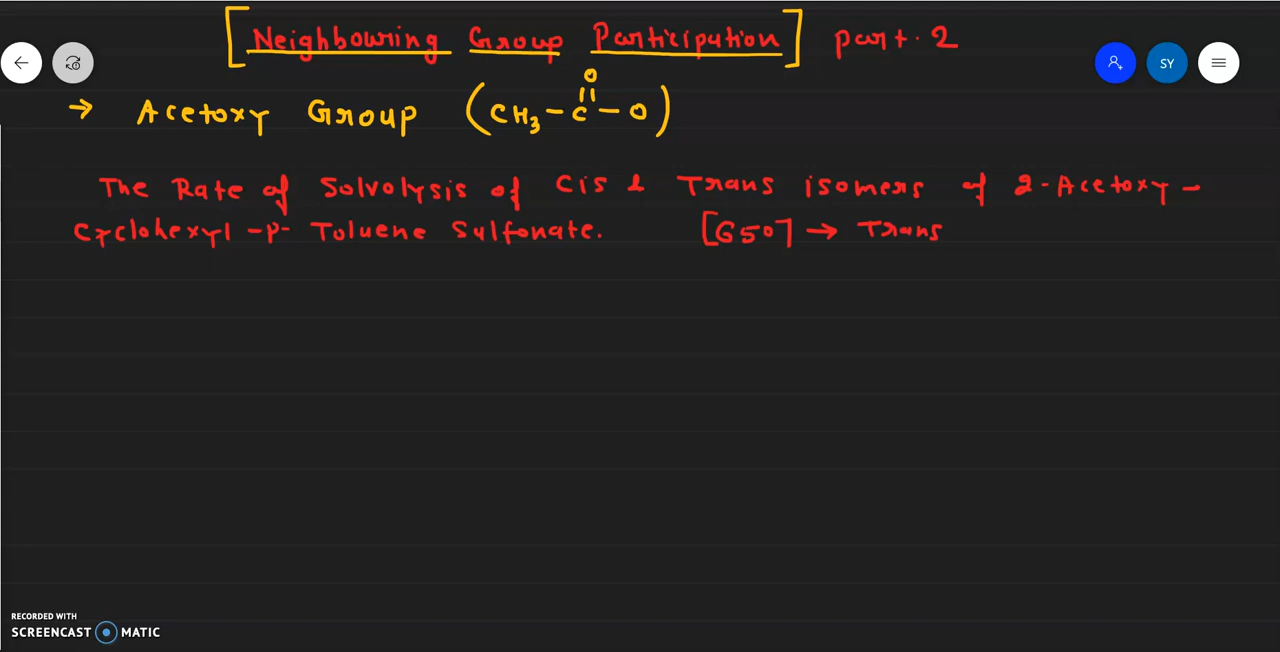 [Neighbouring Group Participation] part. 2
→ Acetoxy Group (CH3-C-O)
O
SY
The Rate of Solvolysis of Cis & Trans isomers of 2-Acetoxy-
Cyclohexyl -p- Toluene Sulfonate. [650] → Trans
RECORDED WITH
SCREENCAST MATIC